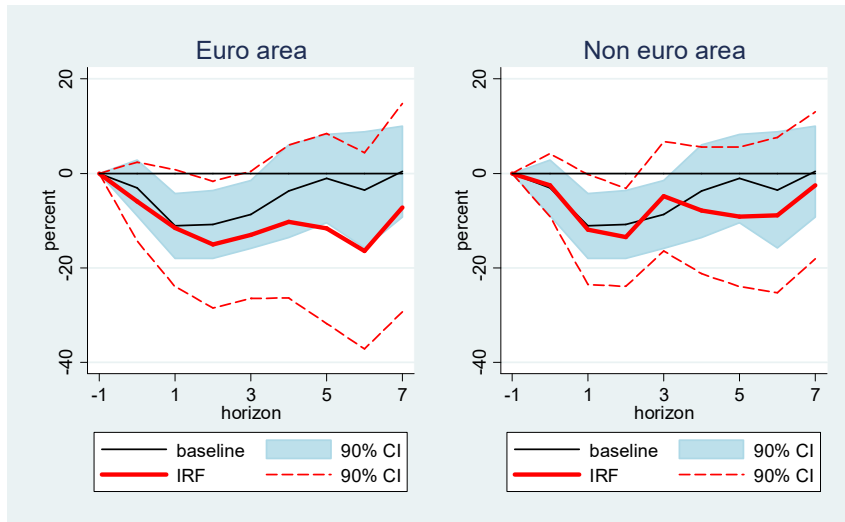 Euro area
20
0
-20
-40
percent
-1 1 3 5 7
horizon
baseline 90% CI
IRF 90% CI
Non euro area
20
0
-20
-40
percent
-1 1 3 5 7
horizon
baseline 90% CI
IRF 90% CI